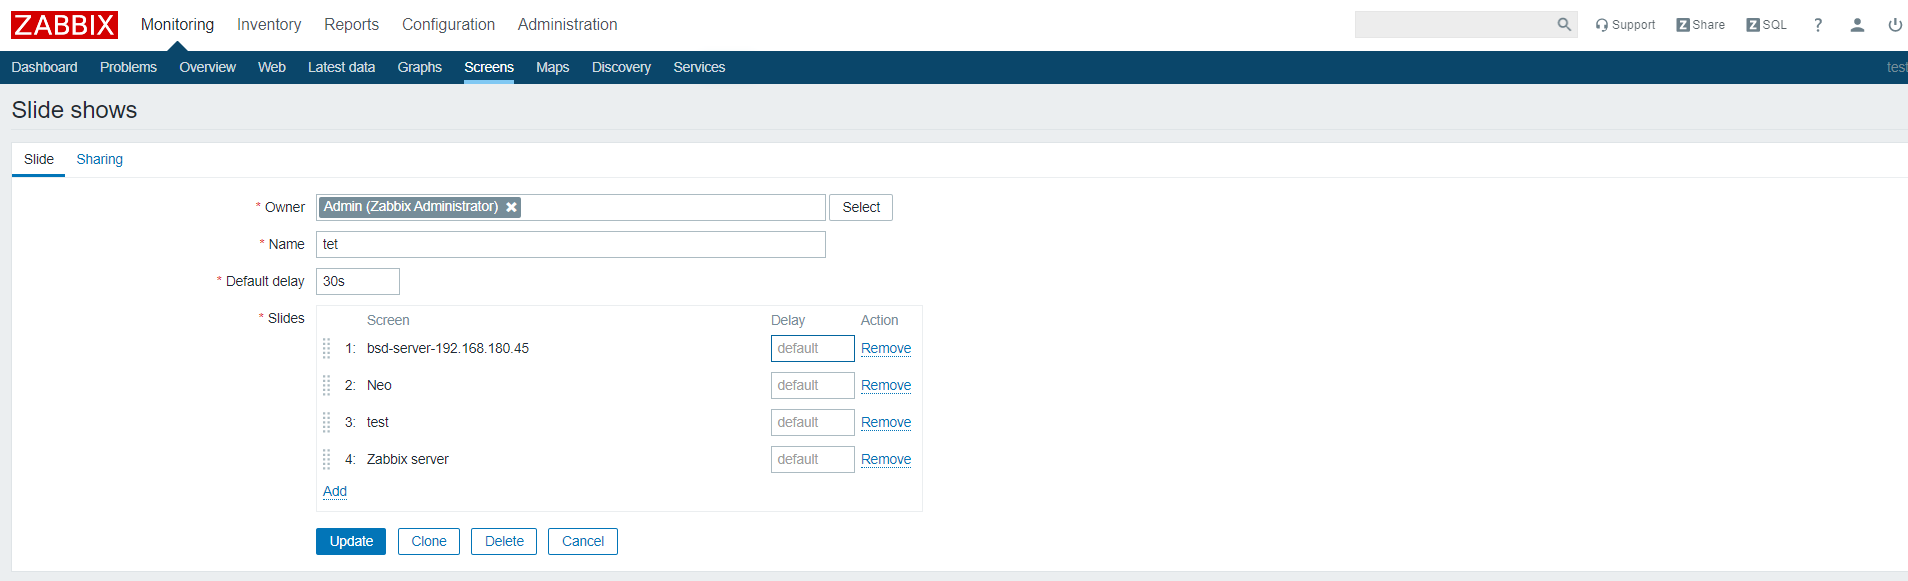 ZABBIX Monitoring Inventory Reports Configuration Administration Support Z Share Z SQL ?
Dashboard Problems Overview Web Latest data Graphs Screens Maps Discovery Services test
Slide shows
Slide Sharing
* Owner Admin (Zabbix Administrator) Select
* Name tet
* Default delay 30s
* Slides Screen Delay Action
1: bsd-server-192.168.180.45 default Remove
2: Neo default Remove
3: test default Remove
4: Zabbix server default Remove
Add
Update Clone Delete Cancel